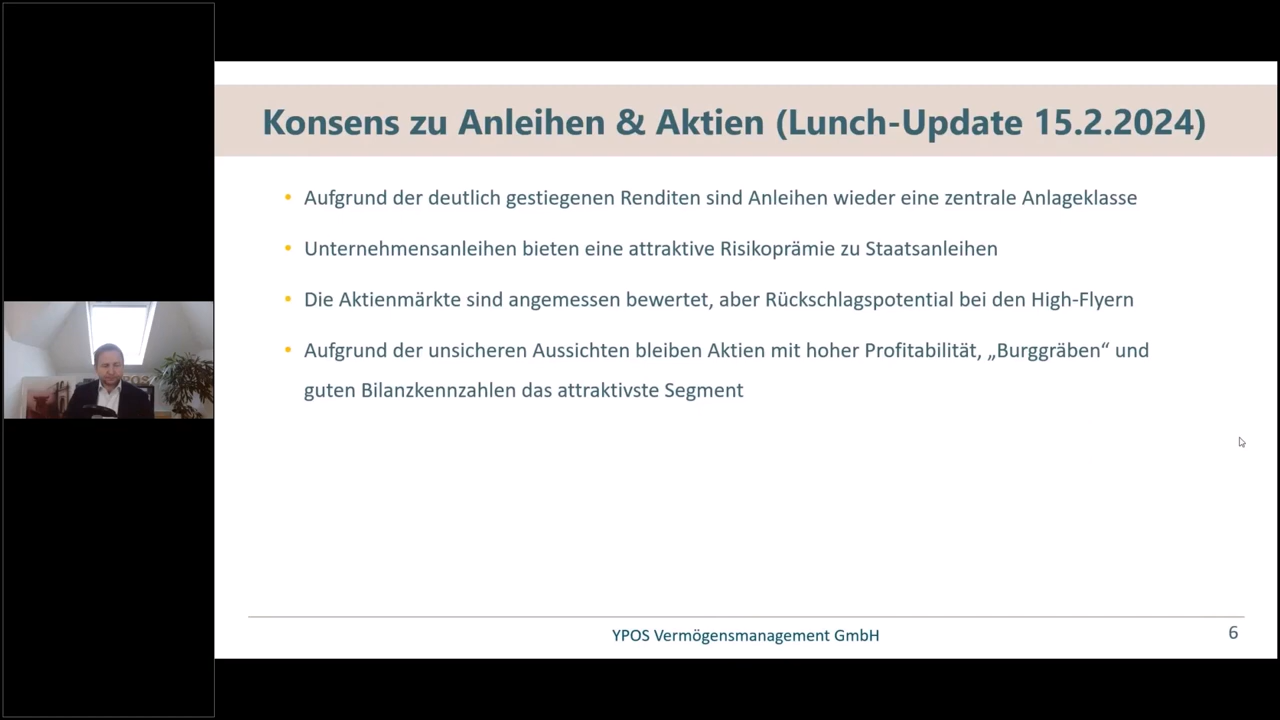 Konsens zu Anleihen & Aktien (Lunch-Update 15.2.2024)
• Aufgrund der deutlich gestiegenen Renditen sind Anleihen wieder eine zentrale Anlageklasse
• Unternehmensanleihen bieten eine attraktive Risikoprämie zu Staatsanleihen
• Die Aktienmärkte sind angemessen bewertet, aber Rückschlagspotential bei den High-Flyern
• Aufgrund der unsicheren Aussichten bleiben Aktien mit hoher Profitabilität, „Burggräben“ und
guten Bilanzkennzahlen das attraktivste Segment
YPOS Vermögensmanagement GmbH
6